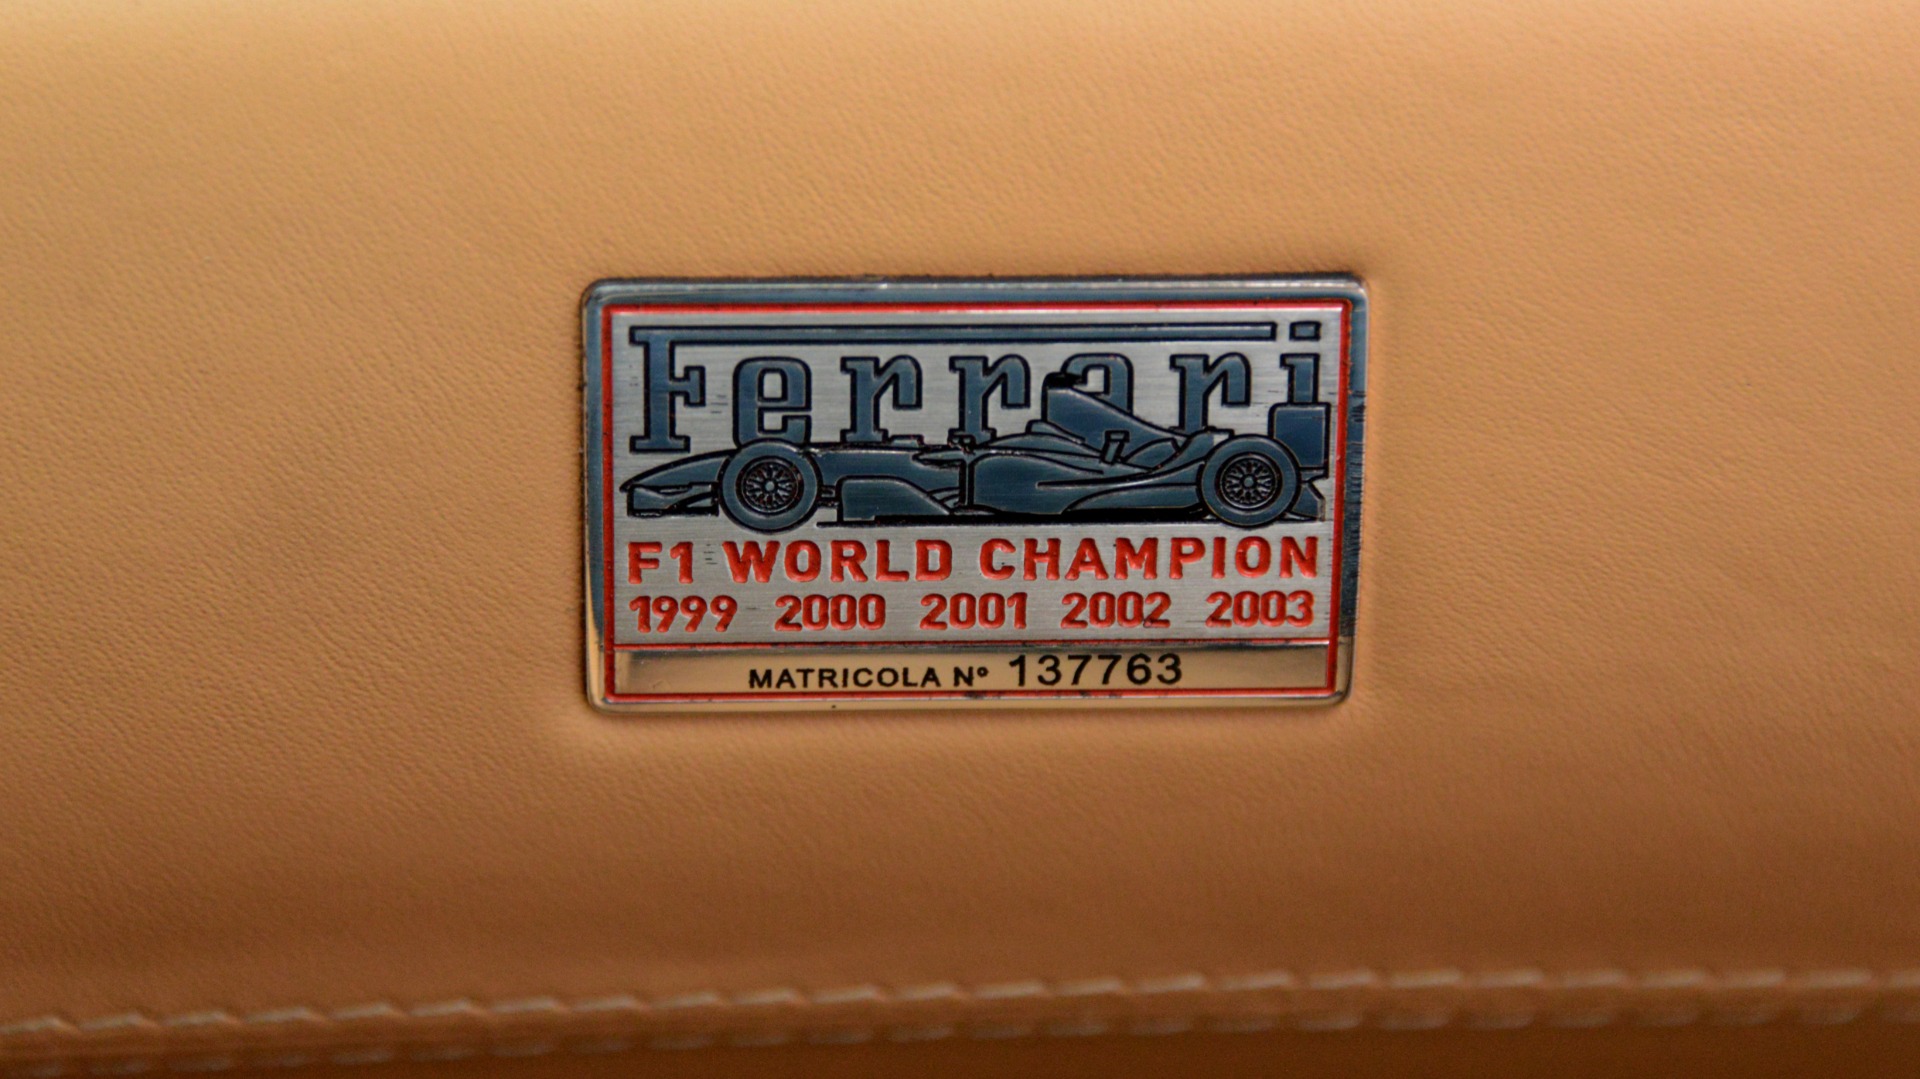 Ferrari
F1 WORLD CHAMPION
1999 2000 2001 2002 2003
MATRICOLA Nº 137763